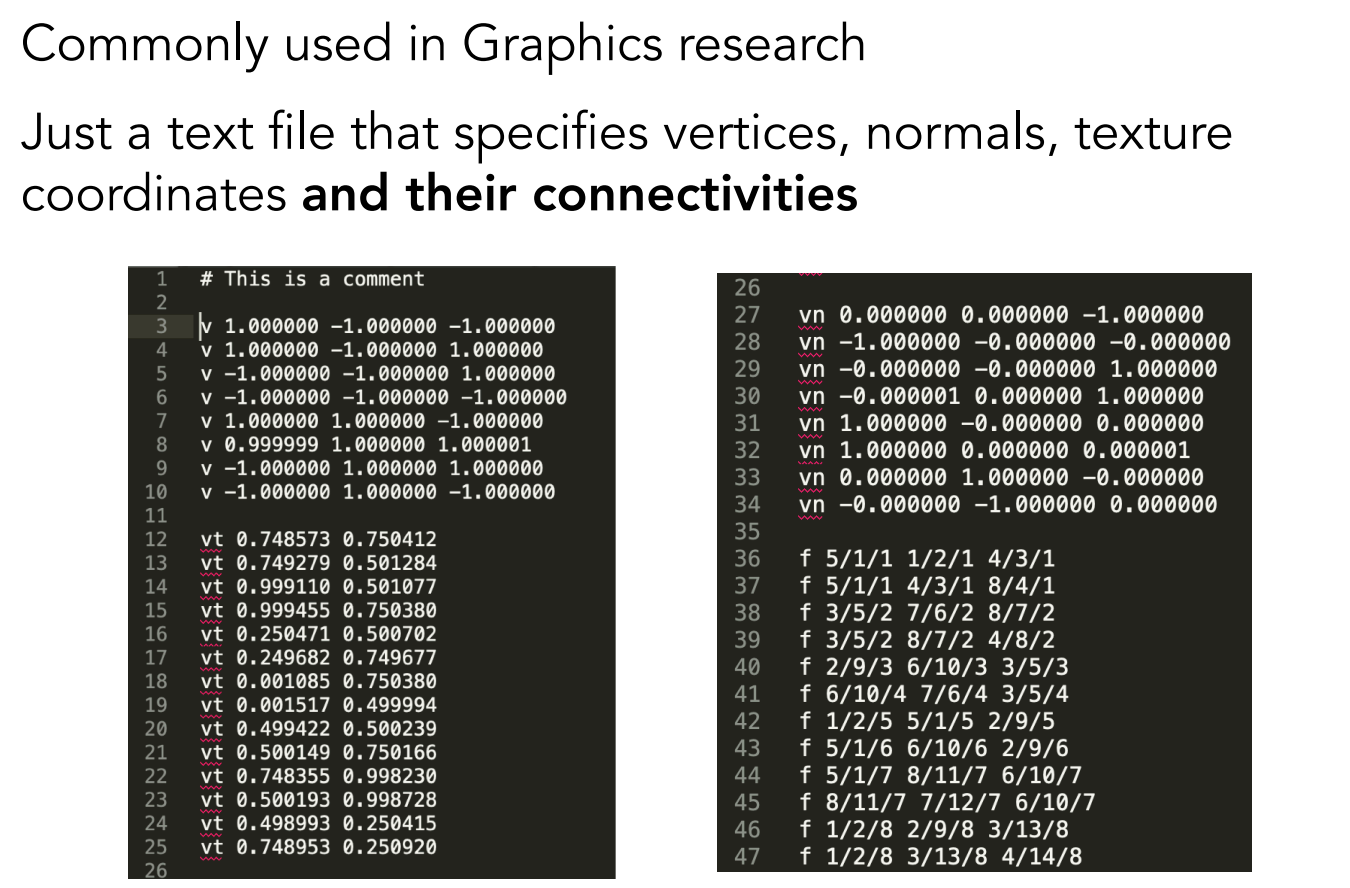 Commonly used in Graphics research
Just a text file that specifies vertices, normals, texture
coordinates and their connectivities
1 # This is a comment
2
3 v 1.000000 -1.000000 -1.000000
4 v 1.000000 -1.000000 1.000000
5 v -1.000000 -1.000000 1.000000
6 v -1.000000 -1.000000 -1.000000
7 v 1.000000 1.000000 -1.000000
8 v 0.999999 1.000000 1.000001
9 v -1.000000 1.000000 1.000000
10 v -1.000000 1.000000 -1.000000
11
12 vt 0.748573 0.750412
13 vt 0.749279 0.501284
14 vt 0.999110 0.501077
15 vt 0.999455 0.750380
16 vt 0.250471 0.500702
17 vt 0.249682 0.749677
18 vt 0.001085 0.750380
19 vt 0.001517 0.499994
20 vt 0.499422 0.500239
21 vt 0.500149 0.750166
22 vt 0.748355 0.998230
23 vt 0.500193 0.998728
24 vt 0.498993 0.250415
25 vt 0.748953 0.250920
26
26
27 vn 0.000000 0.000000 -1.000000
28 vn -1.000000 -0.000000 -0.000000
29 vn -0.000000 -0.000000 1.000000
30 vn -0.000001 0.000000 1.000000
31 vn 1.000000 -0.000000 0.000000
32 vn 1.000000 0.000000 0.000001
33 vn 0.000000 1.000000 -0.000000
34 vn -0.000000 -1.000000 0.000000
35
36 f 5/1/1 1/2/1 4/3/1
37 f 5/1/1 4/3/1 8/4/1
38 f 3/5/2 7/6/2 8/7/2
39 f 3/5/2 8/7/2 4/8/2
40 f 2/9/3 6/10/3 3/5/3
41 f 6/10/4 7/6/4 3/5/4
42 f 1/2/5 5/1/5 2/9/5
43 f 5/1/6 6/10/6 2/9/6
44 f 5/1/7 8/11/7 6/10/7
45 f 8/11/7 7/12/7 6/10/7
46 f 1/2/8 2/9/8 3/13/8
47 f 1/2/8 3/13/8 4/14/8